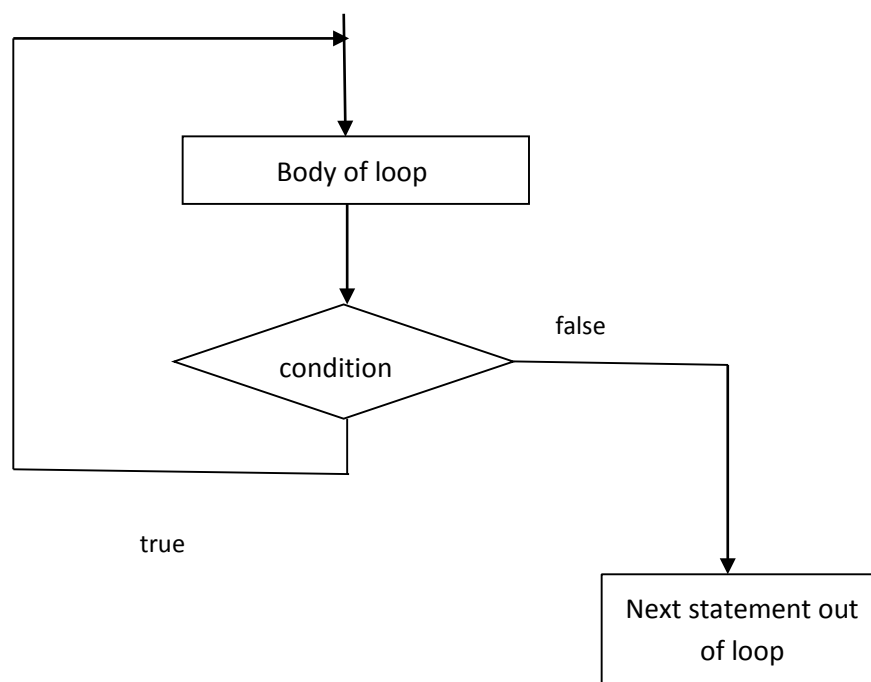 Body of loop
false
condition
true
Next statement out
of loop